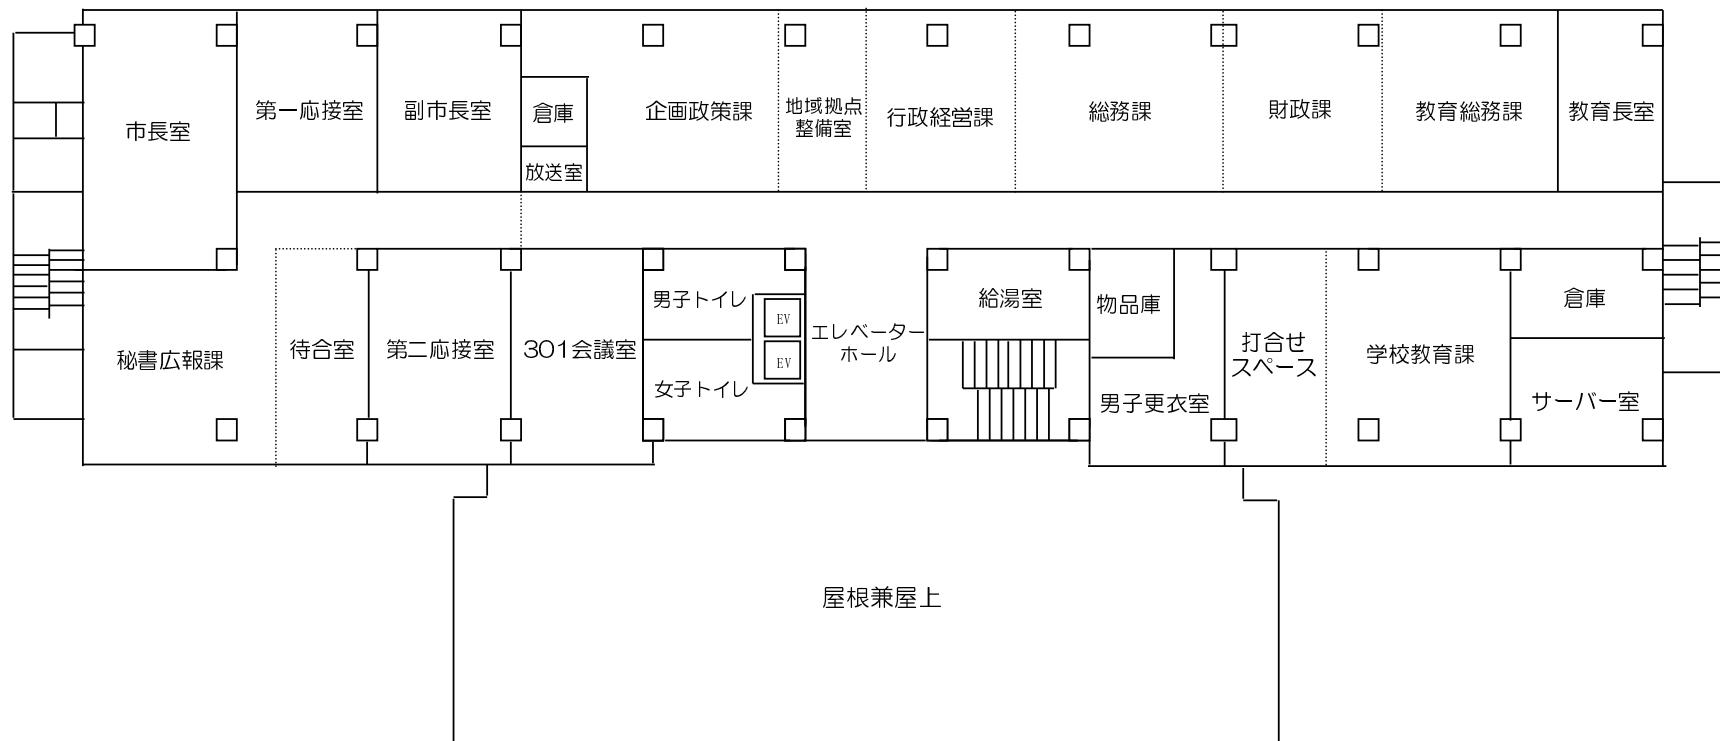 市長室
第一応接室
副市長室
倉庫
放送室
企画政策課
地域拠点
整備室
行政経営課
総務課
財政課
教育総務課
教育長室
秘書広報課
待合室
第二応接室
301会議室
男子トイレ
女子トイレ
EV
EV
エレベーター
ホール
給湯室
物品庫
男子更衣室
打合せ
スペース
学校教育課
倉庫
サーバー室
屋根兼屋上